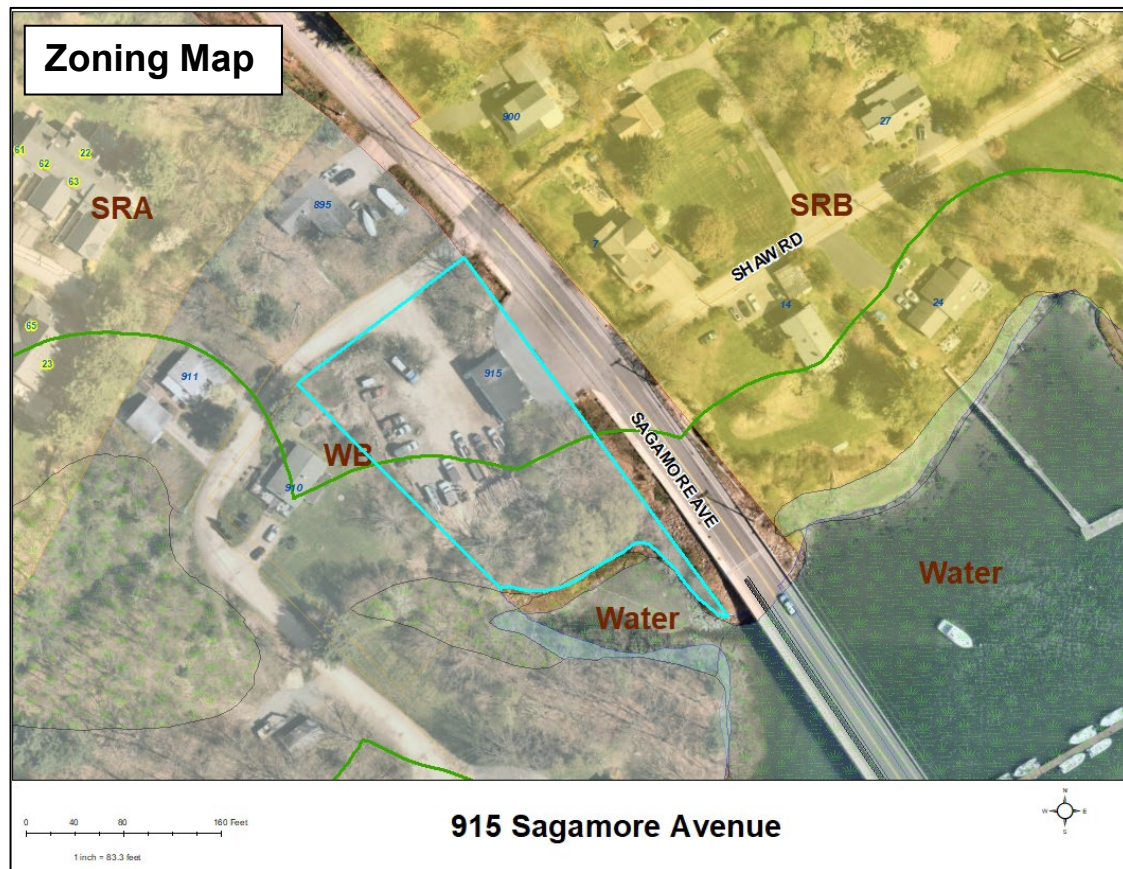 Zoning Map
900
27
61
62
22
63
SRA
895
SRB
7
SHAW RD
14
24
65
23
911
915
WB
910
SAGAMORE AVE
Water
Water
0 40 80 160 Feet
1 inch = 83.3 feet
915 Sagamore Avenue
N
W E
S